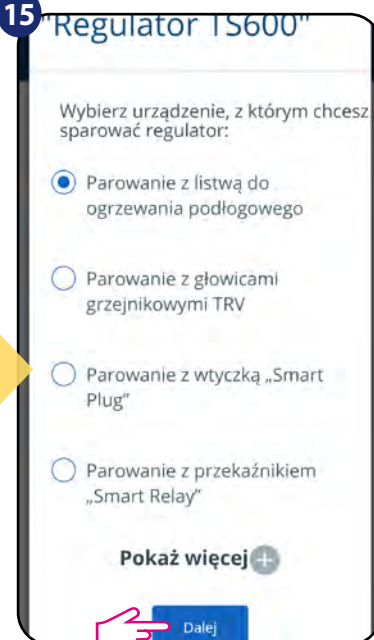 15
"Regulator TS600"
Wybierz urządzenie, z którym chcesz
sparować regulator:
Parowanie z listwą do
ogrzewania podłogowego
Parowanie z głowicami
grzejnikowymi TRV
Parowanie z wtyczką „Smart
Plug”
Parowanie z przekaźnikiem
„Smart Relay”
Pokaż więcej
Dalej